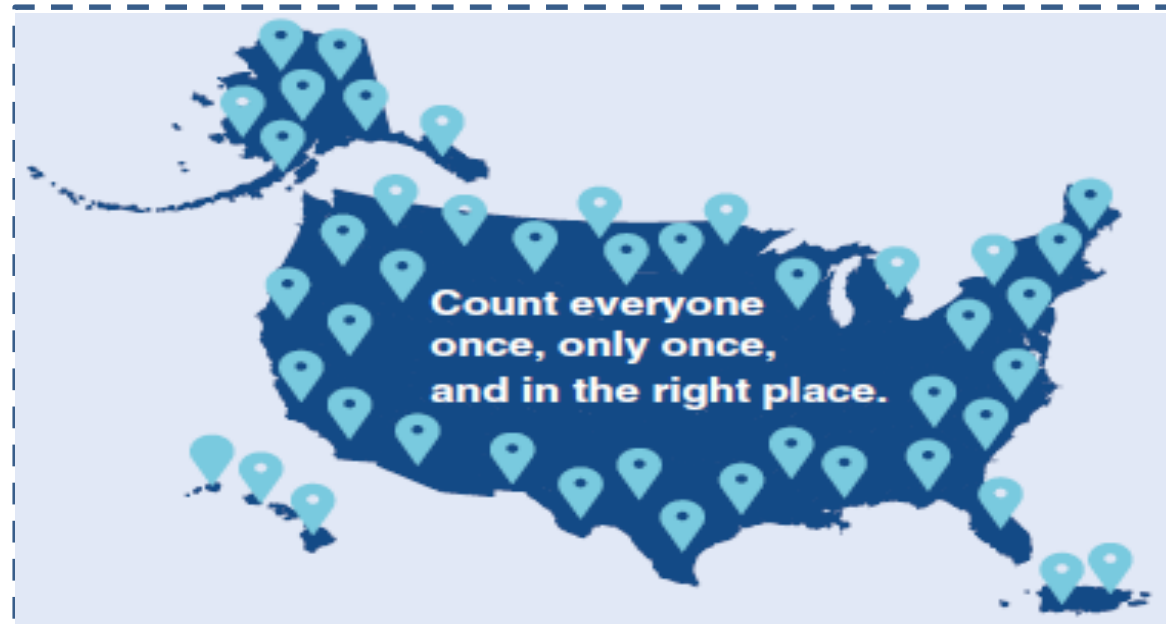 Count everyone
once, only once,
and in the right place.